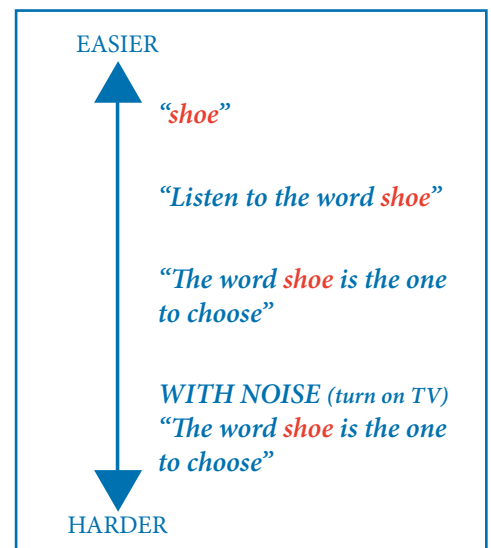 EASIER
“shoe”
“Listen to the word shoe”
“The word shoe is the one
to choose”
WITH NOISE (turn on TV)
“The word shoe is the one
to choose”
HARDER